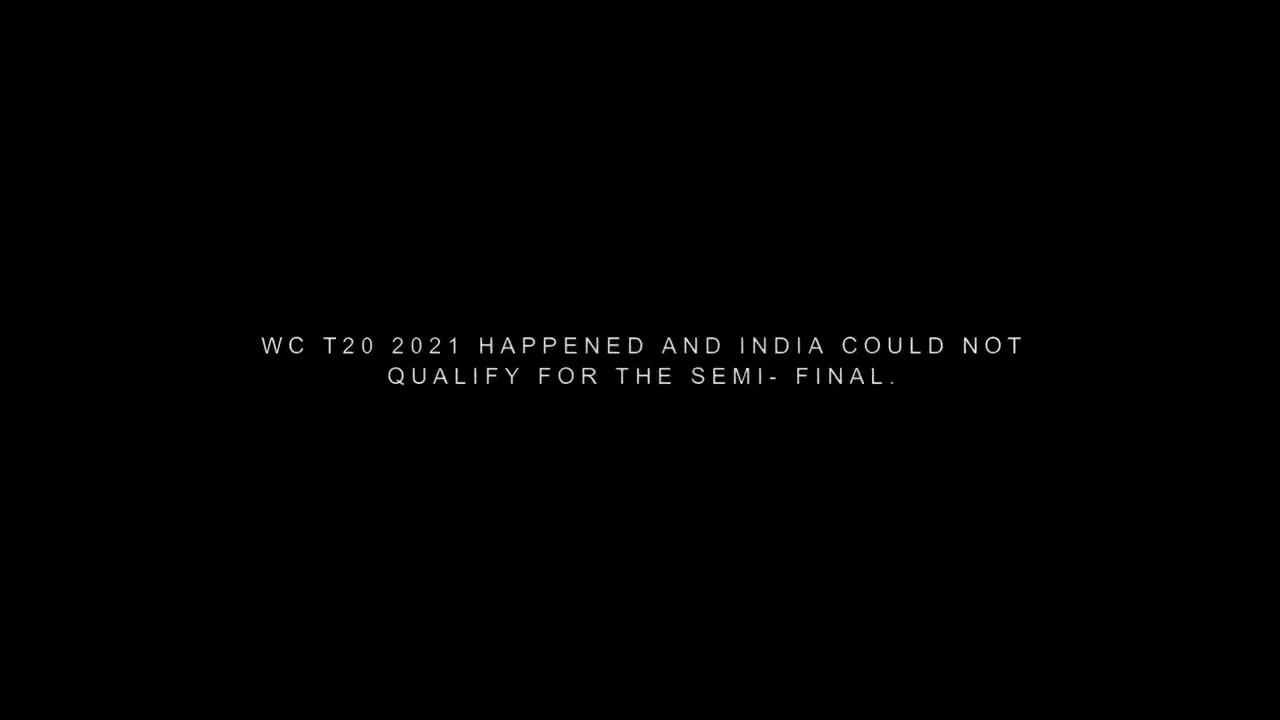 WC T20 2021 HAPPENED AND INDIA COULD NOT
QUALIFY FOR THE SEMI- FINAL.